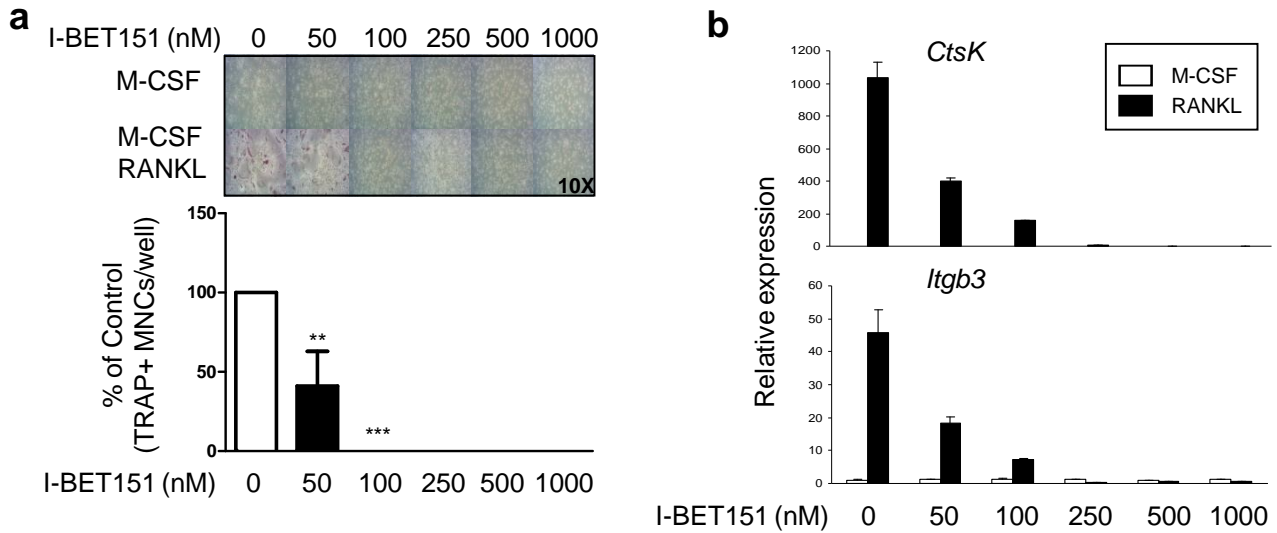 a
I-BET151 (nM) 0 50 100 250 500 1000
M-CSF
M-CSF
RANKL
10X
% of Control
(TRAP+ MNCs/well)
150
100
50
0
**
***
I-BET151 (nM) 0 50 100 250 500 1000
b
CtsK
M-CSF
RANKL
Relative expression
1200
1000
800
600
400
200
0
Itgb3
60
50
40
30
20
10
0
I-BET151 (nM) 0 50 100 250 500 1000